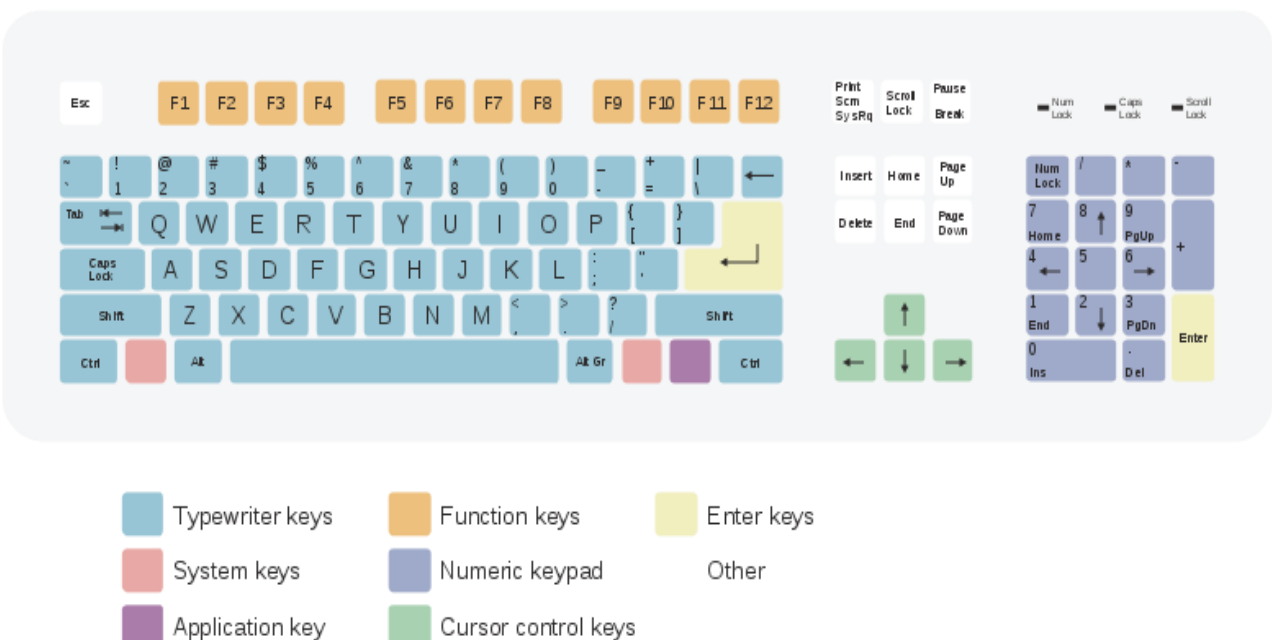 Esc F1 F2 F3 F4 F5 F6 F7 F8 F9 F10 F11 F12 Print Scrn SysRq Scroll Lock Pause Break Num Lock Caps Lock Scroll Lock
~ ` ! 1 @ 2 # 3 $ 4 % 5 ^ 6 & 7 * 8 ( 9 ) 0 _ - + = | \ ← Insert Home Page Up Num Lock / * -
Tab Q W E R T Y U I O P { [ } ] Delete End Page Down 7 Home 8 ↑ 9 PgUp +
Caps Lock A S D F G H J K L : ; " ' 4 ← 5 6 →
Shift Z X C V B N M < , > . ? / Shift ↑ 1 End 2 ↓ 3 PgDn Enter
Ctrl Alt Alt Gr Ctrl ← ↓ → 0 Ins . Del
Typewriter keys Function keys Enter keys
System keys Numeric keypad Other
Application key Cursor control keys